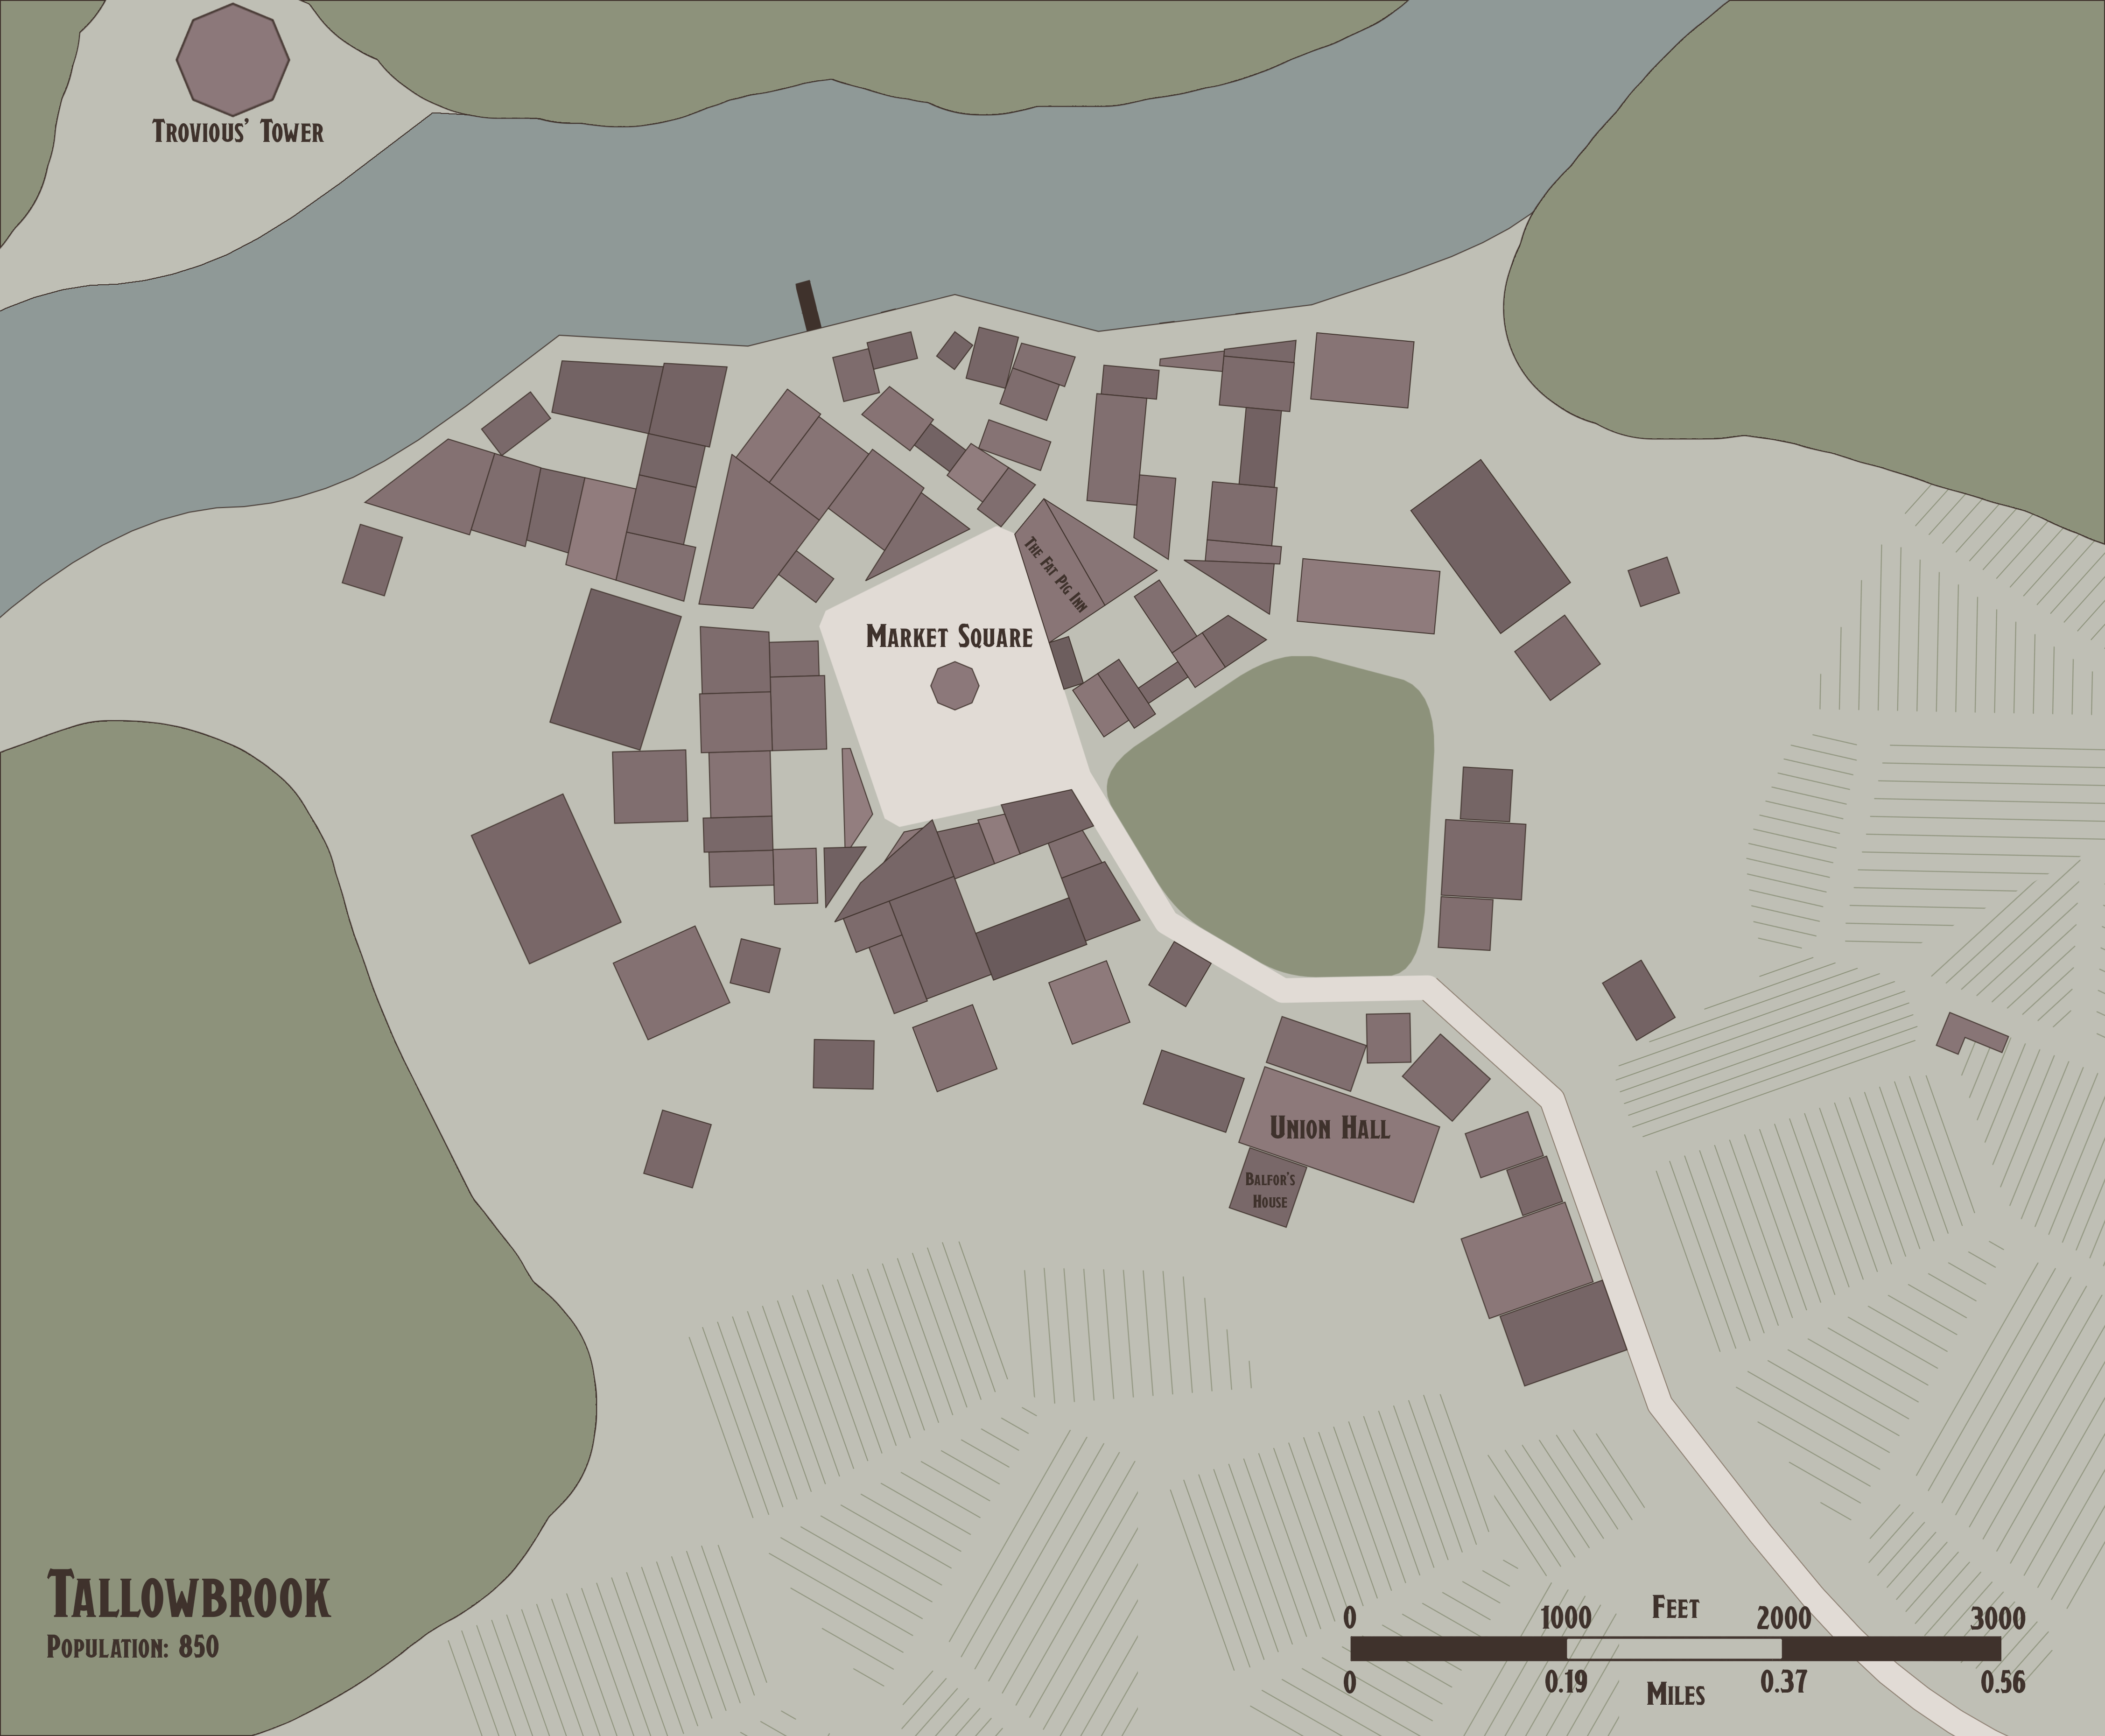 Trovious' Tower
The Fat Pig Inn
Market Square
Union Hall
Balfor's
House
Tallowbrook
Population: 850
Feet
0 1000 2000 3000
0 0.19 0.37 0.56
Miles